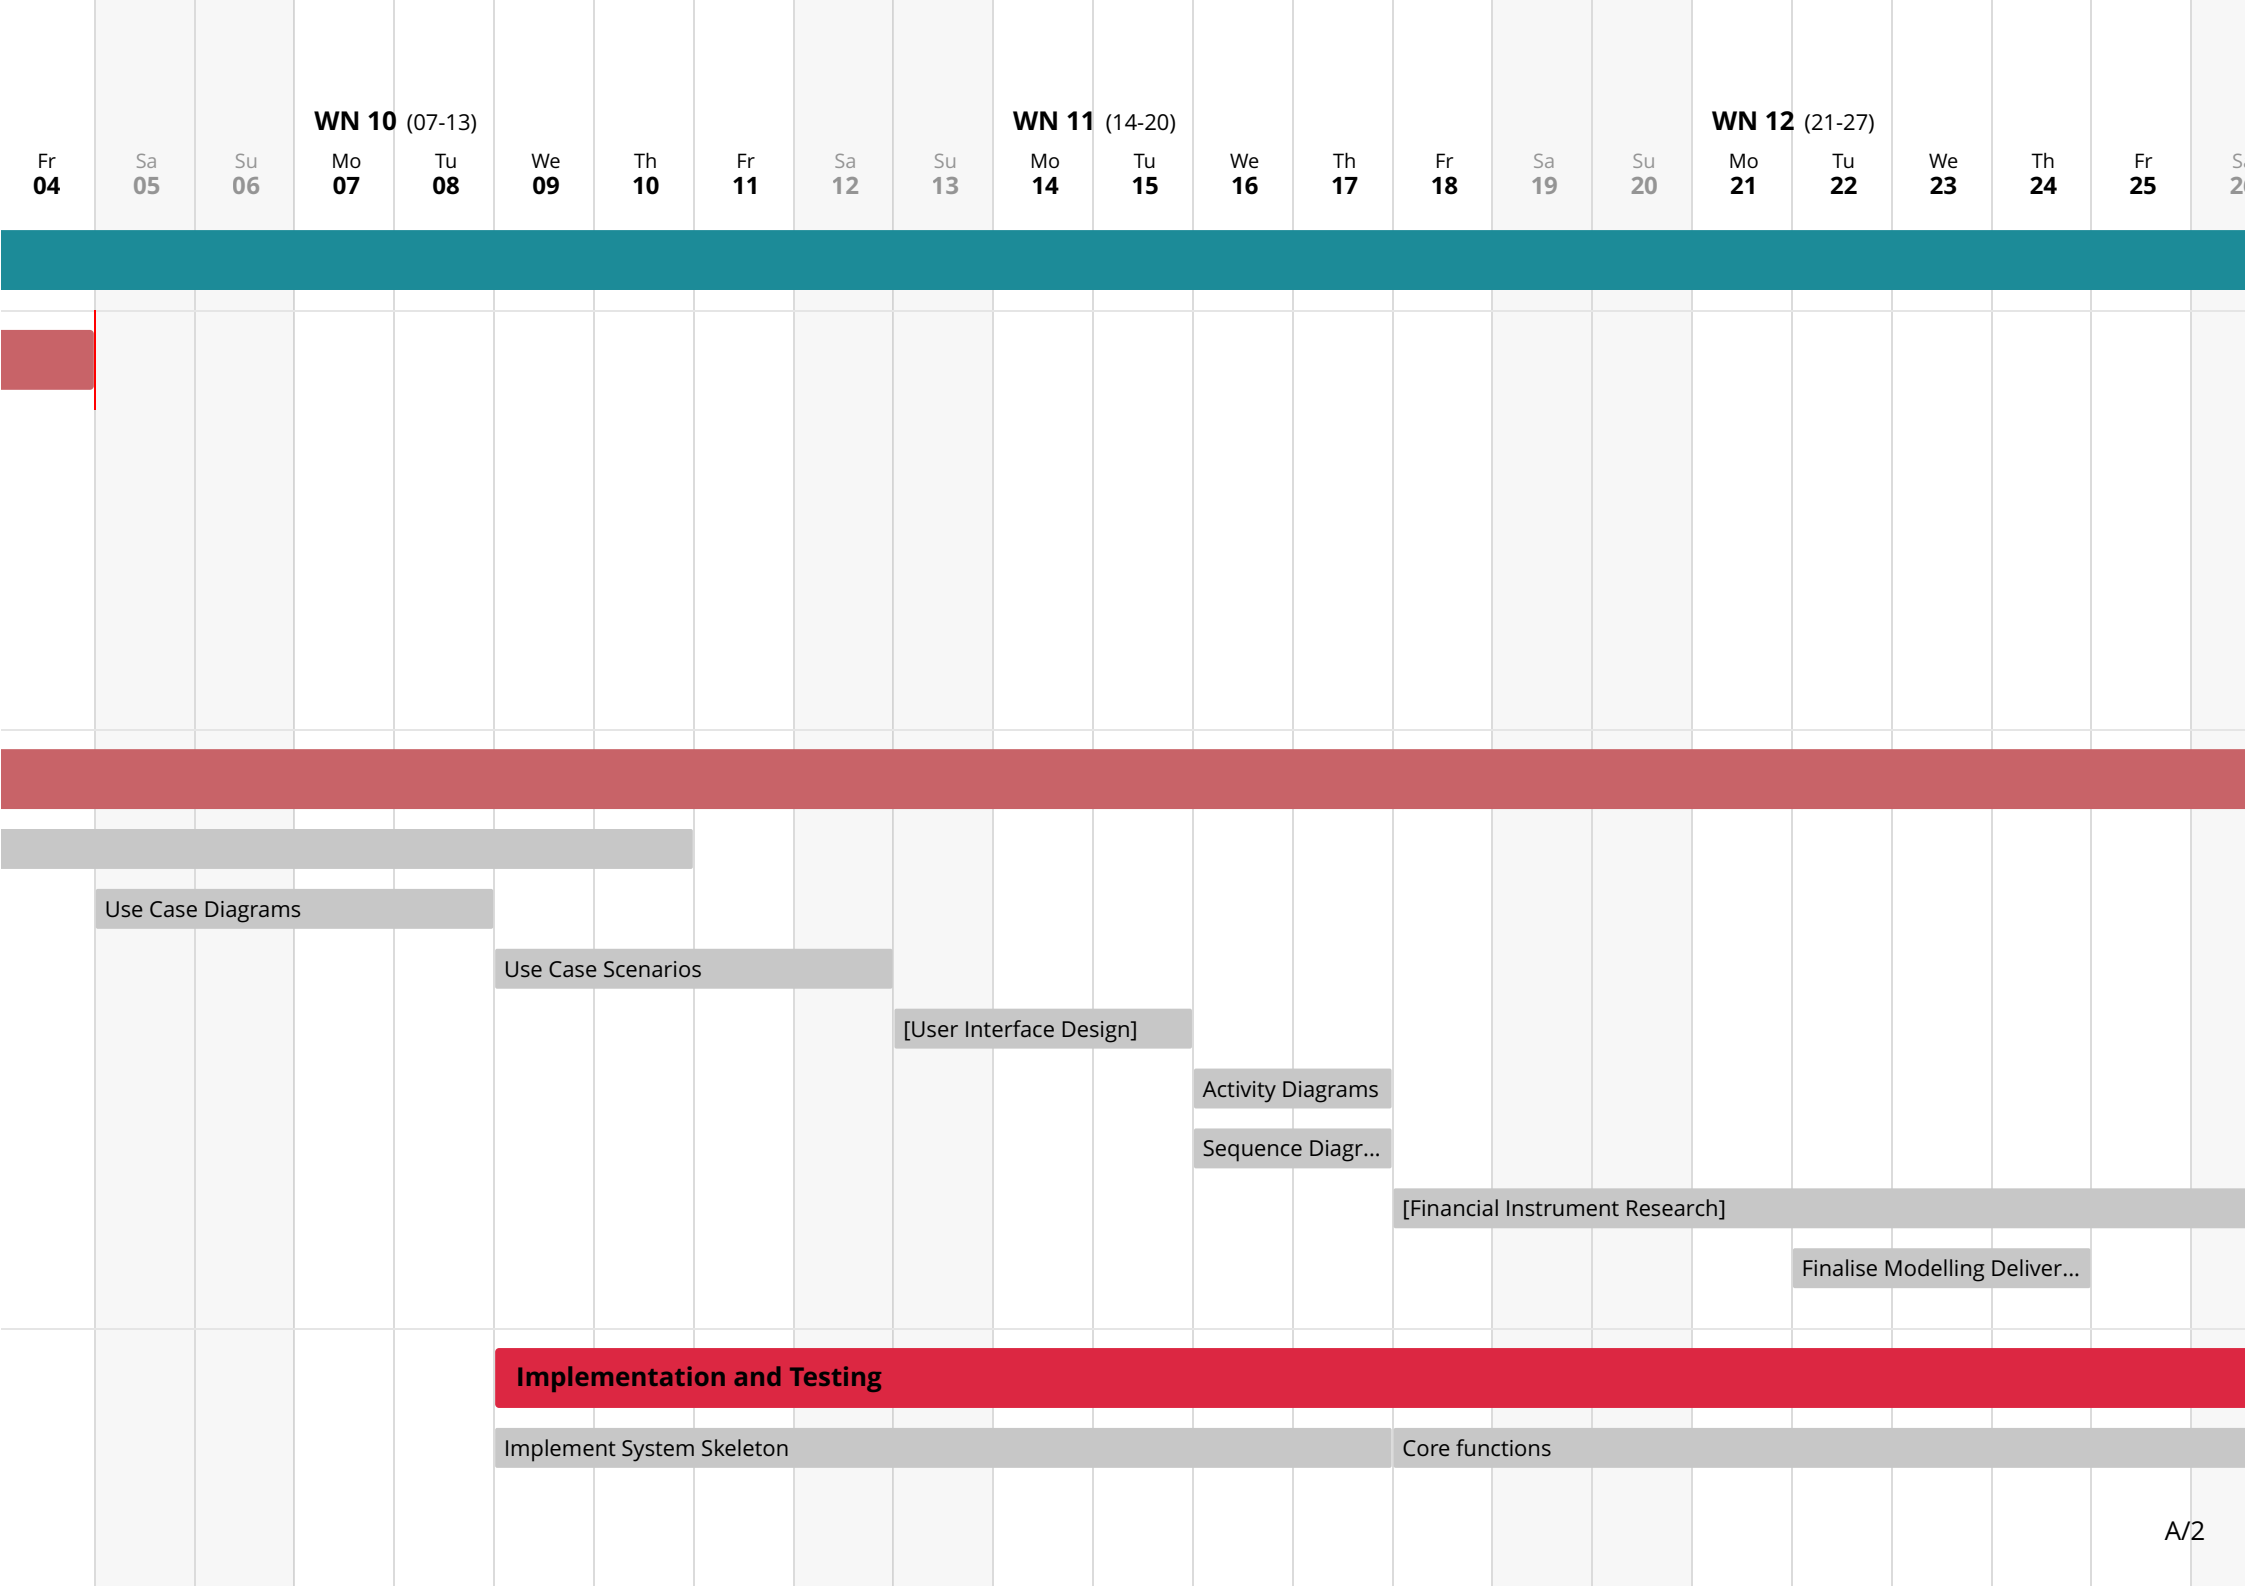 WN 10 (07-13) WN 11 (14-20) WN 12 (21-27)
Fr Sa Su Mo Tu We Th Fr Sa Su Mo Tu We Th Fr Sa Su Mo Tu We Th Fr
04 05 06 07 08 09 10 11 12 13 14 15 16 17 18 19 20 21 22 23 24 25
Use Case Diagrams
Use Case Scenarios
[User Interface Design]
Activity Diagrams
Sequence Diagr...
[Financial Instrument Research]
Finalise Modelling Deliver...
Implementation and Testing
Implement System Skeleton Core functions
A/2